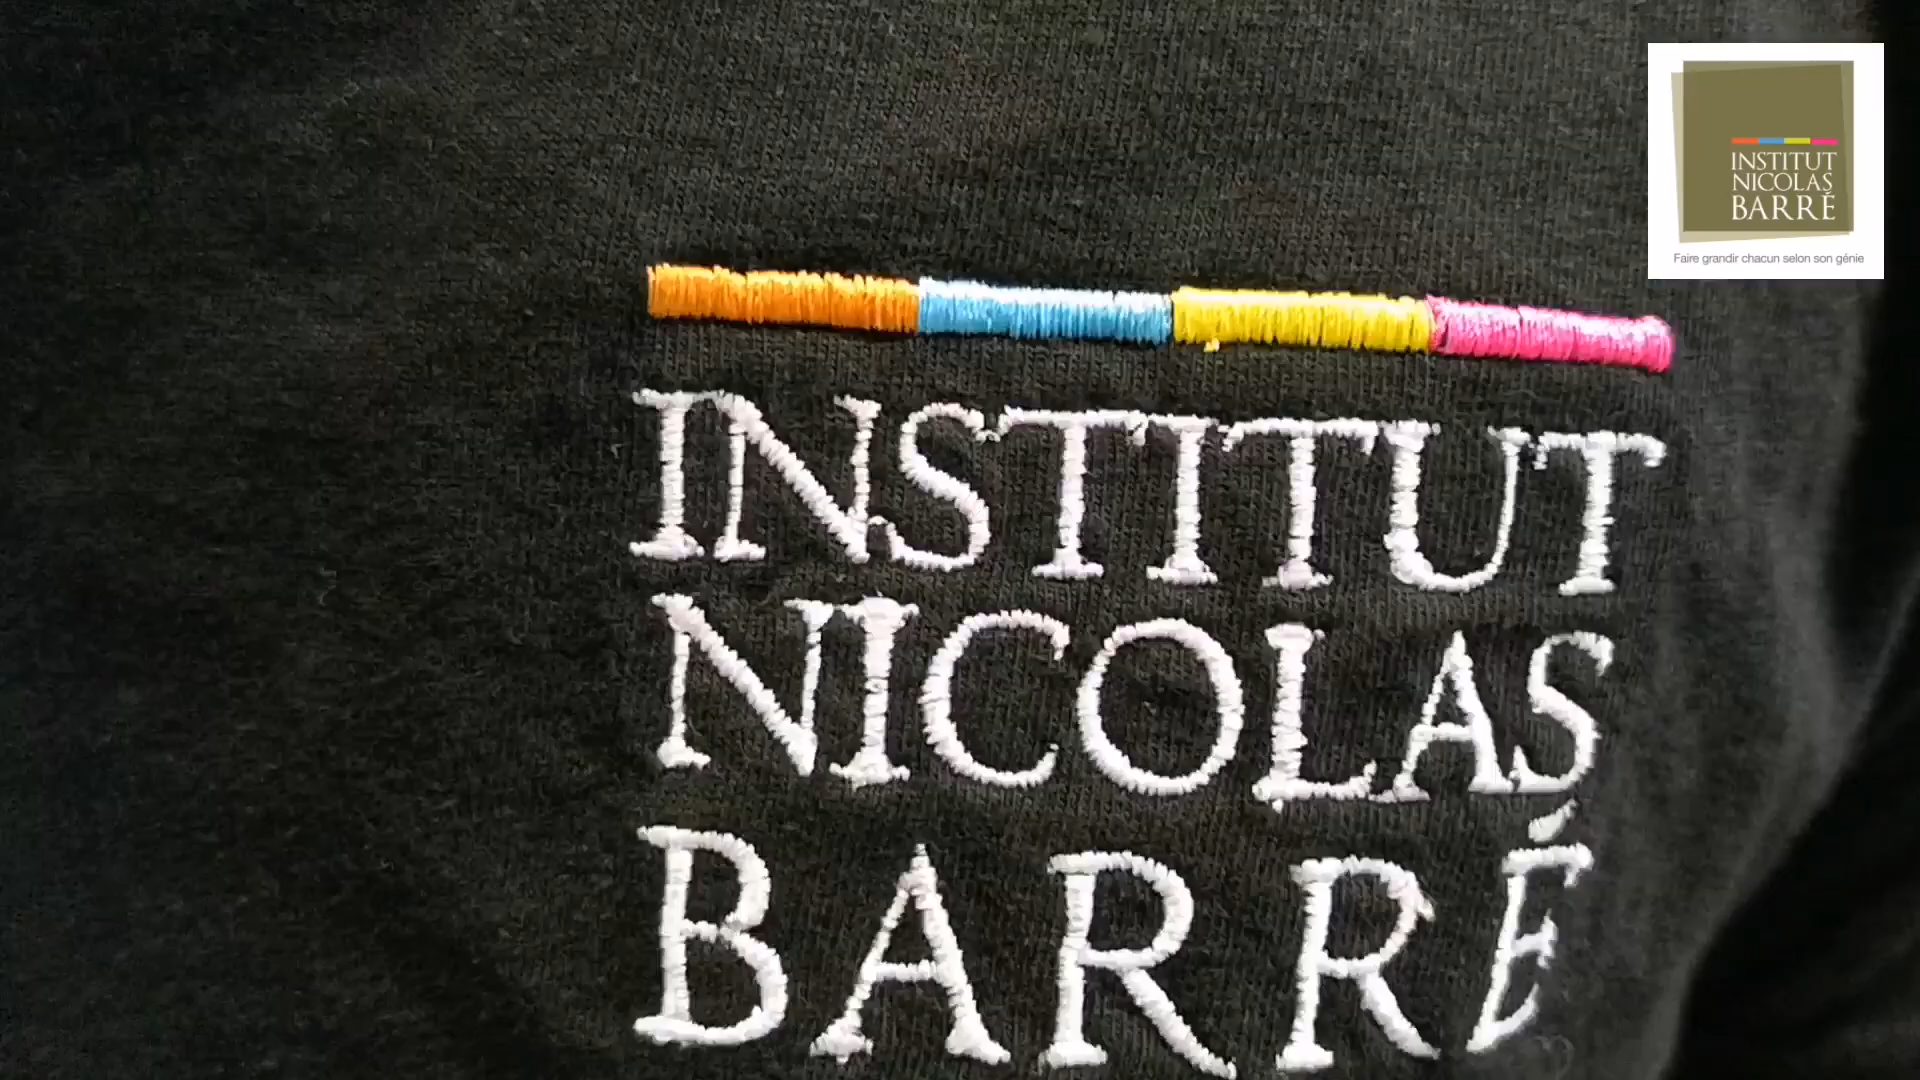 INSTITUT
NICOLAS
BARRÉ
INSTITUT
NICOLAS
BARRÉ
Faire grandir chacun selon son génie